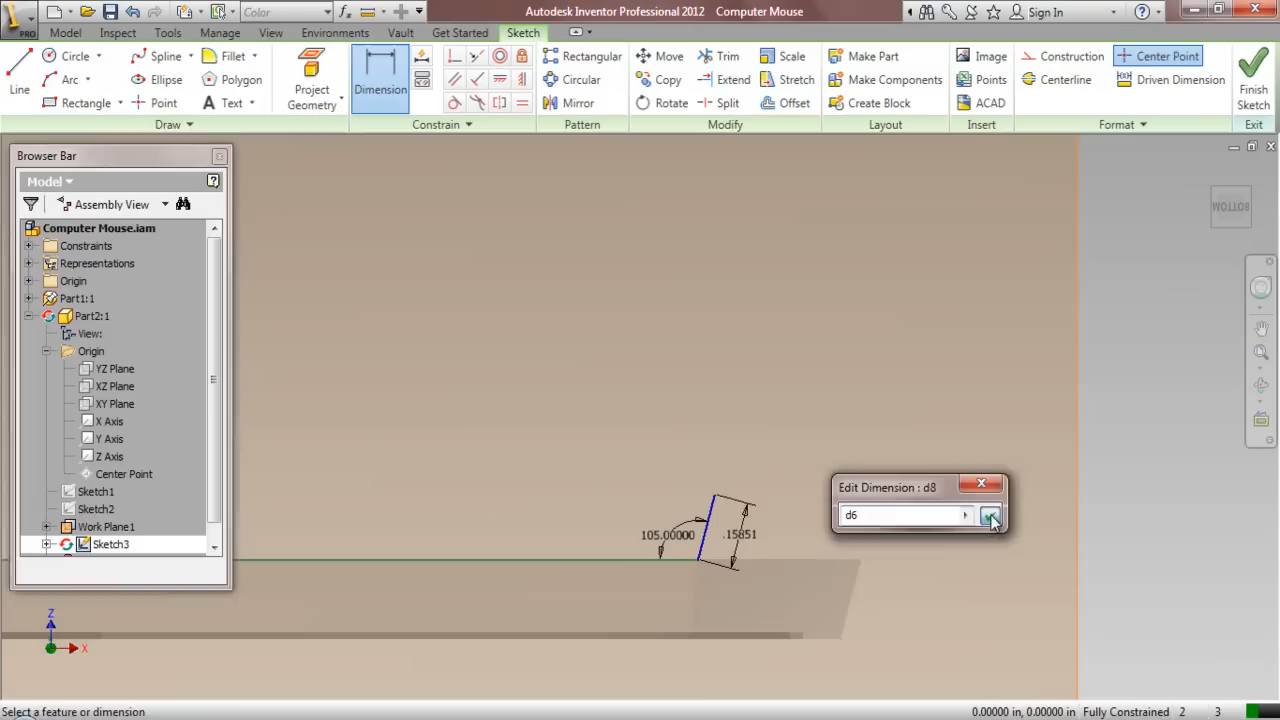 Color
Autodesk Inventor Professional 2012 Computer Mouse
Sign In
PRO
Model Inspect Tools Manage View Environments Vault Get Started Sketch
Line
Circle
Arc
Rectangle
Spline
Ellipse
Point
Fillet
Polygon
Text
Project
Geometry
Dimension
Rectangular
Circular
Mirror
Move
Copy
Rotate
Trim
Extend
Split
Scale
Stretch
Offset
Make Part
Make Components
Create Block
Image
Points
ACAD
Construction
Centerline
Center Point
Driven Dimension
Finish
Sketch
Draw Constrain Pattern Modify Layout Insert Format Exit
Browser Bar
Model
Assembly View
Computer Mouse.iam
Constraints
Representations
Origin
Part1:1
Part2:1
View:
Origin
YZ Plane
XZ Plane
XY Plane
X Axis
Y Axis
Z Axis
Center Point
Sketch1
Sketch2
Work Plane1
Sketch3
BOTTOM
Edit Dimension : d8
d6
105.00000
.15851
Z
X
Select a feature or dimension
0.00000 in, 0.00000 in Fully Constrained 2 3